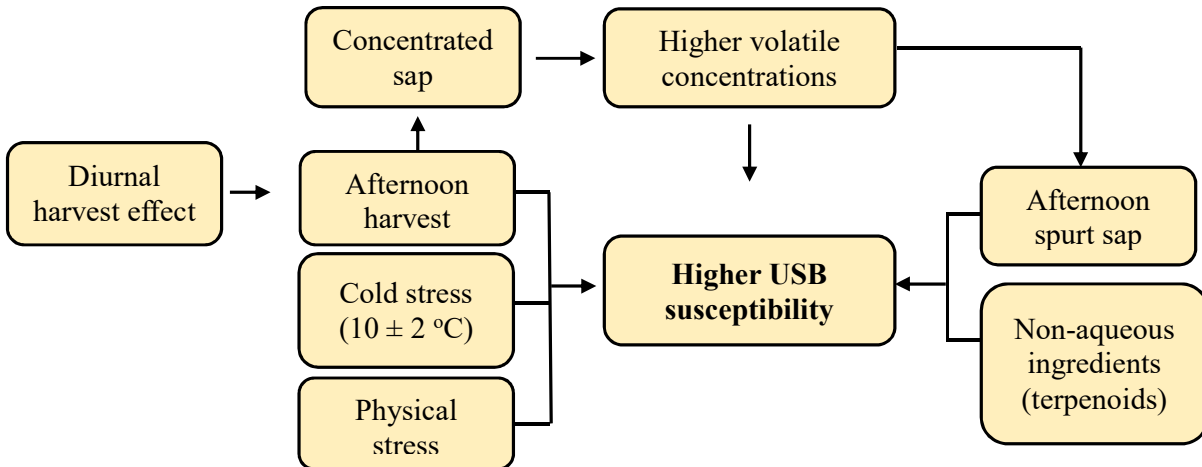 Concentrated
sap
Higher volatile
concentrations
Diurnal
harvest effect
Afternoon
harvest
Afternoon
spurt sap
Cold stress
(10 ± 2 ºC)
Higher USB
susceptibility
Non-aqueous
ingredients
(terpenoids)
Physical
stress